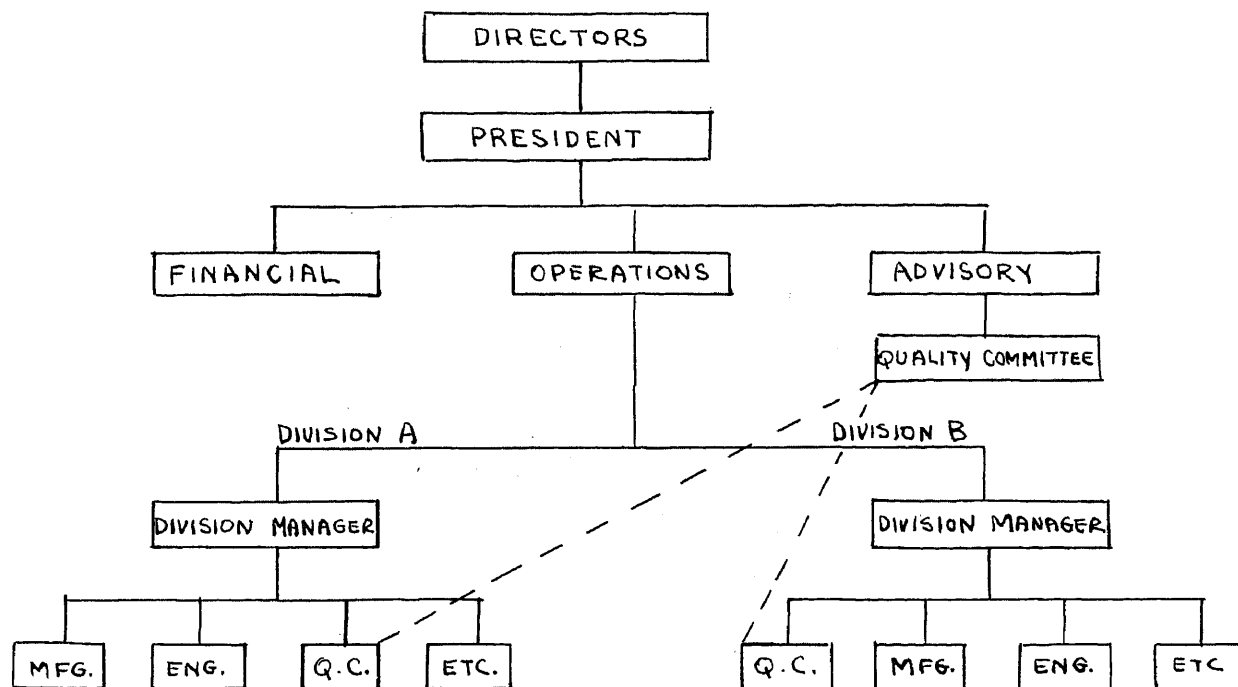 DIRECTORS
PRESIDENT
FINANCIAL
OPERATIONS
ADVISORY
QUALITY COMMITTEE
DIVISION A
DIVISION B
DIVISION MANAGER
DIVISION MANAGER
MFG.
ENG.
Q.C.
ETC.
Q.C.
MFG.
ENG.
ETC